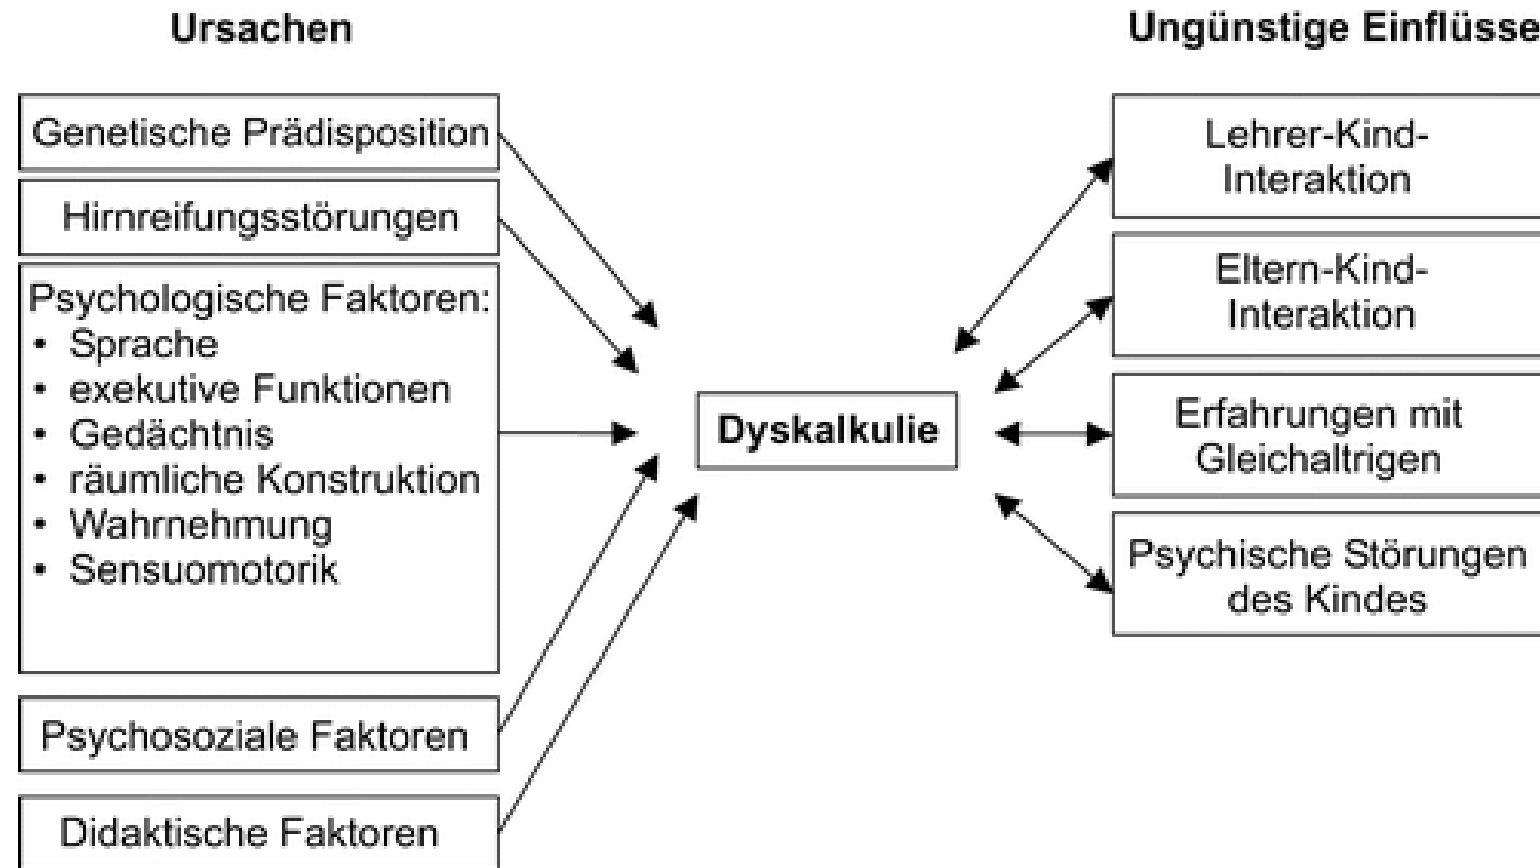 Ursachen
Genetische Prädisposition
Hirnreifungsstörungen
Psychologische Faktoren:
• Sprache
• exekutive Funktionen
• Gedächtnis
• räumliche Konstruktion
• Wahrnehmung
• Sensuomotorik
Psychosoziale Faktoren
Didaktische Faktoren
Dyskalkulie
Ungünstige Einflüsse
Lehrer-Kind-
Interaktion
Eltern-Kind-
Interaktion
Erfahrungen mit
Gleichaltrigen
Psychische Störungen
des Kindes